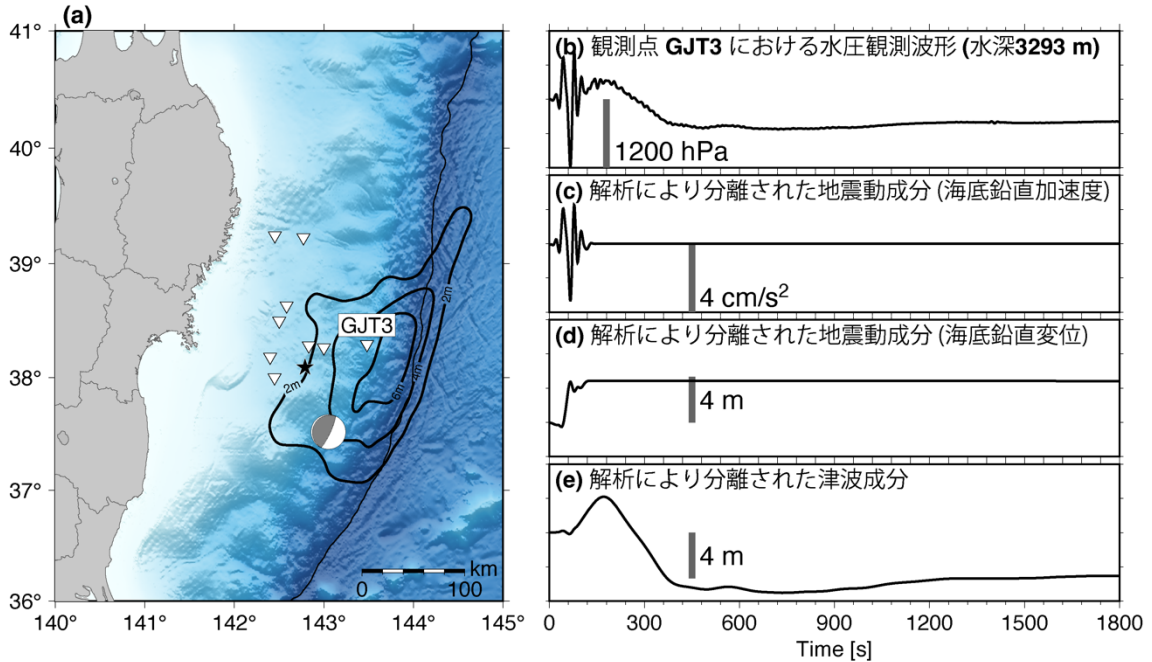 (a)
41°
40°
39°
38°
37°
36°
140°
141°
142°
143°
144°
145°
GJT3
2m
2m
4m
6m
km
0
100
(b) 観測点 GJT3 における水圧観測波形 (水深3293 m)
1200 hPa
(c) 解析により分離された地震動成分 (海底鉛直加速度)
4 cm/s²
(d) 解析により分離された地震動成分 (海底鉛直変位)
4 m
(e) 解析により分離された津波成分
4 m
0
300
600
900
1200
1500
1800
Time [s]